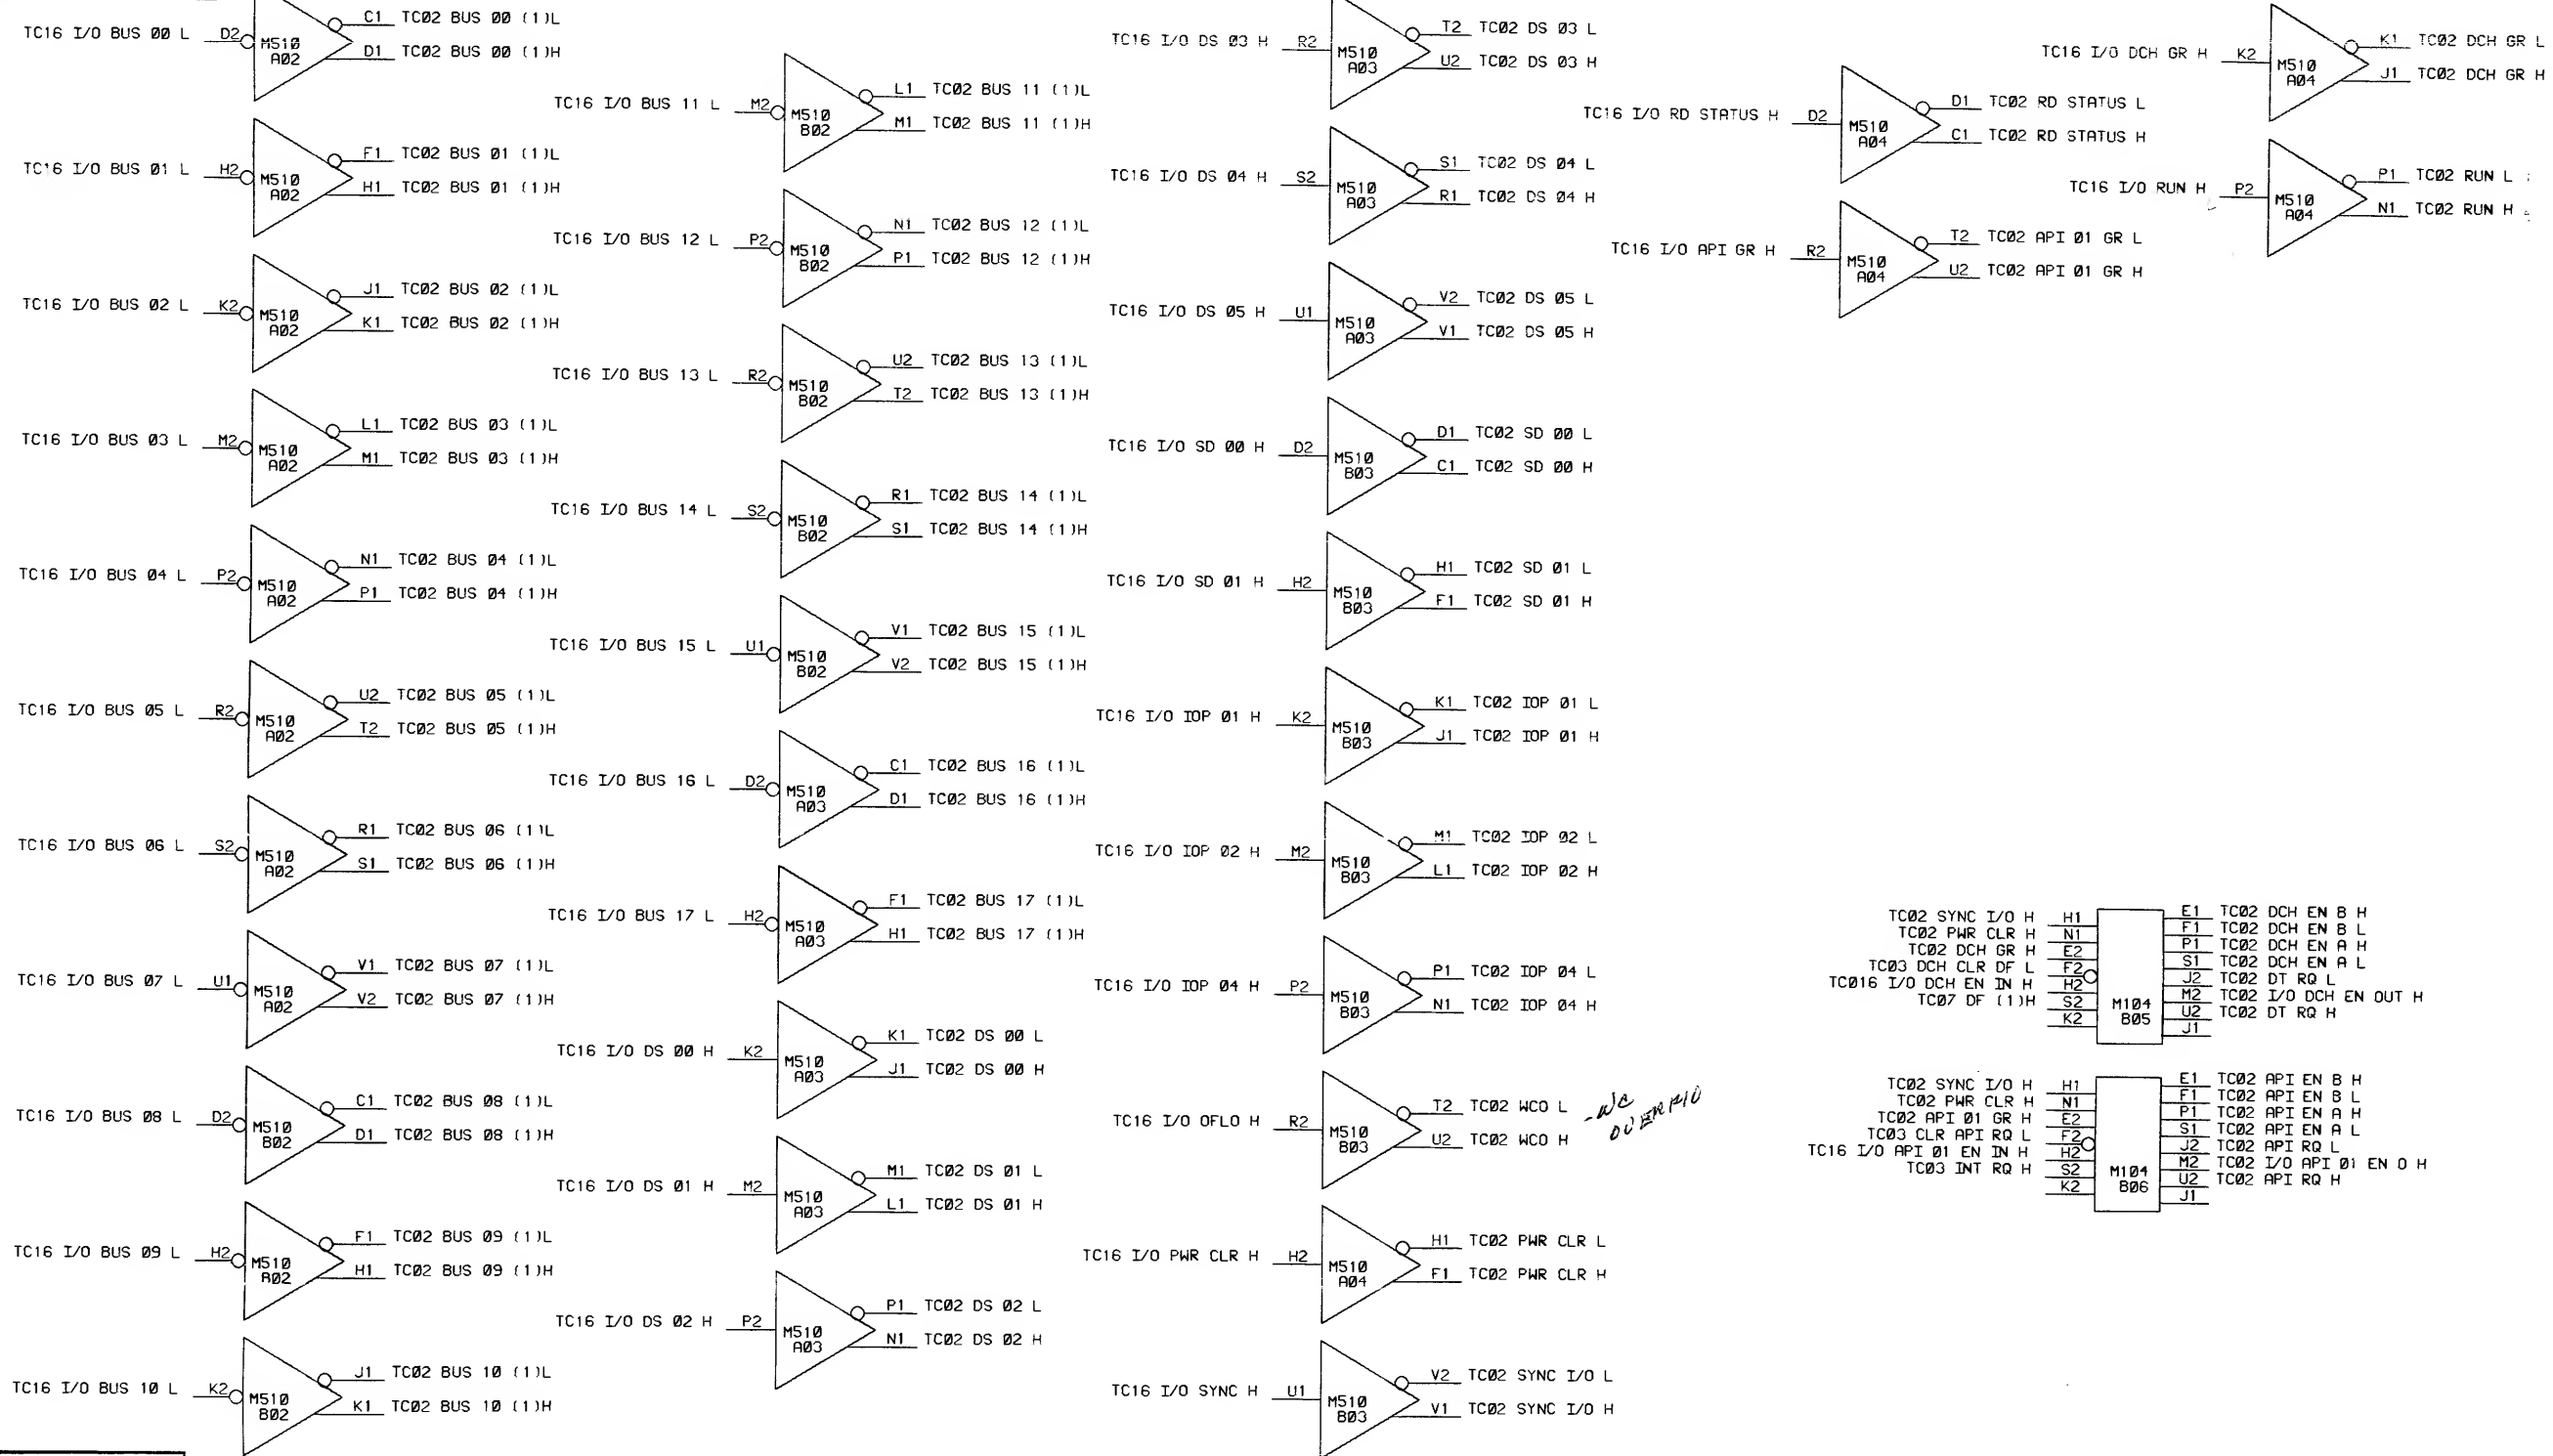 TC16 I/O BUS 00 L D2 M510 A02 C1 TC02 BUS 00 (1)L
D1 TC02 BUS 00 (1)H
TC16 I/O BUS 01 L H2 M510 A02 F1 TC02 BUS 01 (1)L
H1 TC02 BUS 01 (1)H
TC16 I/O BUS 02 L K2 M510 A02 J1 TC02 BUS 02 (1)L
K1 TC02 BUS 02 (1)H
TC16 I/O BUS 03 L M2 M510 A02 L1 TC02 BUS 03 (1)L
M1 TC02 BUS 03 (1)H
TC16 I/O BUS 04 L P2 M510 A02 N1 TC02 BUS 04 (1)L
P1 TC02 BUS 04 (1)H
TC16 I/O BUS 05 L R2 M510 A02 U2 TC02 BUS 05 (1)L
T2 TC02 BUS 05 (1)H
TC16 I/O BUS 06 L S2 M510 A02 R1 TC02 BUS 06 (1)L
S1 TC02 BUS 06 (1)H
TC16 I/O BUS 07 L U1 M510 A02 V1 TC02 BUS 07 (1)L
V2 TC02 BUS 07 (1)H
TC16 I/O BUS 08 L D2 M510 B02 C1 TC02 BUS 08 (1)L
D1 TC02 BUS 08 (1)H
TC16 I/O BUS 09 L H2 M510 A02 F1 TC02 BUS 09 (1)L
H1 TC02 BUS 09 (1)H
TC16 I/O BUS 10 L K2 M510 B02 J1 TC02 BUS 10 (1)L
K1 TC02 BUS 10 (1)H
TC16 I/O BUS 11 L M2 M510 B02 L1 TC02 BUS 11 (1)L
M1 TC02 BUS 11 (1)H
TC16 I/O BUS 12 L P2 M510 B02 N1 TC02 BUS 12 (1)L
P1 TC02 BUS 12 (1)H
TC16 I/O BUS 13 L R2 M510 B02 U2 TC02 BUS 13 (1)L
T2 TC02 BUS 13 (1)H
TC16 I/O BUS 14 L S2 M510 B02 R1 TC02 BUS 14 (1)L
S1 TC02 BUS 14 (1)H
TC16 I/O BUS 15 L U1 M510 B02 V1 TC02 BUS 15 (1)L
V2 TC02 BUS 15 (1)H
TC16 I/O BUS 16 L D2 M510 A03 C1 TC02 BUS 16 (1)L
D1 TC02 BUS 16 (1)H
TC16 I/O BUS 17 L H2 M510 A03 F1 TC02 BUS 17 (1)L
H1 TC02 BUS 17 (1)H
TC16 I/O DS 00 H K2 M510 A03 K1 TC02 DS 00 L
J1 TC02 DS 00 H
TC16 I/O DS 01 H M2 M510 A03 M1 TC02 DS 01 L
L1 TC02 DS 01 H
TC16 I/O DS 02 H P2 M510 A03 P1 TC02 DS 02 L
N1 TC02 DS 02 H
TC16 I/O DS 03 H R2 M510 A03 T2 TC02 DS 03 L
U2 TC02 DS 03 H
TC16 I/O DS 04 H S2 M510 A03 S1 TC02 DS 04 L
R1 TC02 DS 04 H
TC16 I/O DS 05 H U1 M510 A03 V2 TC02 DS 05 L
V1 TC02 DS 05 H
TC16 I/O SD 00 H D2 M510 B03 D1 TC02 SD 00 L
C1 TC02 SD 00 H
TC16 I/O SD 01 H H2 M510 B03 H1 TC02 SD 01 L
F1 TC02 SD 01 H
TC16 I/O IOP 01 H K2 M510 B03 K1 TC02 IOP 01 L
J1 TC02 IOP 01 H
TC16 I/O IOP 02 H M2 M510 B03 M1 TC02 IOP 02 L
L1 TC02 IOP 02 H
TC16 I/O IOP 04 H P2 M510 B03 P1 TC02 IOP 04 L
N1 TC02 IOP 04 H
TC16 I/O OFLO H R2 M510 B03 T2 TC02 WCO L
U2 TC02 WCO H
-WC
TC16 I/O PWR CLR H H2 M510 A04 H1 TC02 PWR CLR L
F1 TC02 PWR CLR H
TC16 I/O SYNC H U1 M510 B03 V2 TC02 SYNC I/O L
V1 TC02 SYNC I/O H
TC16 I/O RD STATUS H D2 M510 A04 D1 TC02 RD STATUS L
C1 TC02 RD STATUS H
TC16 I/O API GR H R2 M510 A04 T2 TC02 API 01 GR L
U2 TC02 API 01 GR H
TC16 I/O DCH GR H K2 M510 A04 K1 TC02 DCH GR L
J1 TC02 DCH GR H
TC16 I/O RUN H P2 M510 A04 P1 TC02 RUN L
N1 TC02 RUN H
TC02 SYNC I/O H H1 E1 TC02 DCH EN B H
TC02 PWR CLR H N1 F1 TC02 DCH EN B L
TC02 DCH GR H E2 P1 TC02 DCH EN A H
TC03 DCH CLR DF L F2 S1 TC02 DCH EN A L
TC016 I/O DCH EN IN H H2 J2 TC02 DT RQ L
TC07 DF (1)H S2 M104 M2 TC02 I/O DCH EN OUT H
K2 B05 U2 TC02 DT RQ H
J1
TC02 SYNC I/O H H1 E1 TC02 API EN B H
TC02 PWR CLR H N1 F1 TC02 API EN B L
TC02 API 01 GR H E2 P1 TC02 API EN A H
TC03 CLR API RQ L F2 S1 TC02 API EN A L
TC16 I/O API 01 EN IN H H2 J2 TC02 API RQ L
TC03 INT RQ H S2 M104 M2 TC02 I/O API 01 EN O H
K2 B06 U2 TC02 API RQ H
J1